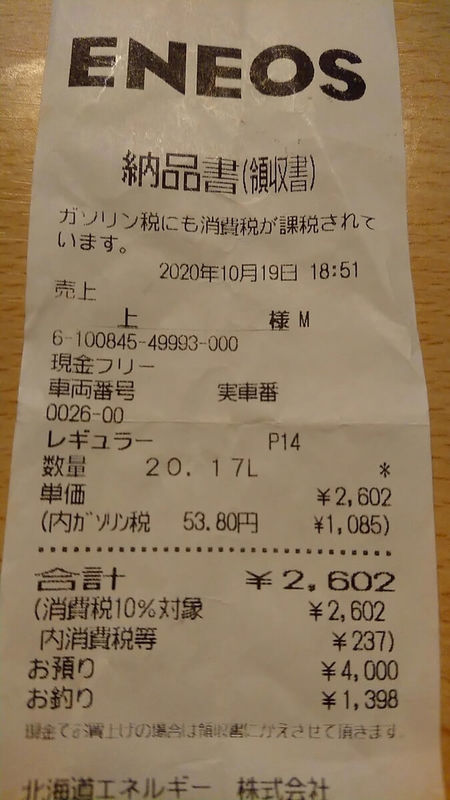 ENEOS
納品書(領収書)
ガソリン税にも消費税が課税されて
います。
2020年10月19日 18:51
売上
上 様 M
6-100845-49993-000
現金フリー
車両番号 実車番
0026-00
レギュラー P14
数量 20.17L *
単価 ¥2,602
(内ガソリン税 53.80円 ¥1,085)
合計 ¥2,602
(消費税10%対象 ¥2,602
内消費税等 ¥237)
お預り ¥4,000
お釣り ¥1,398
現金でお買上げの場合は領収書にかえさせて頂きます。
北海道エネルギー 株式会社